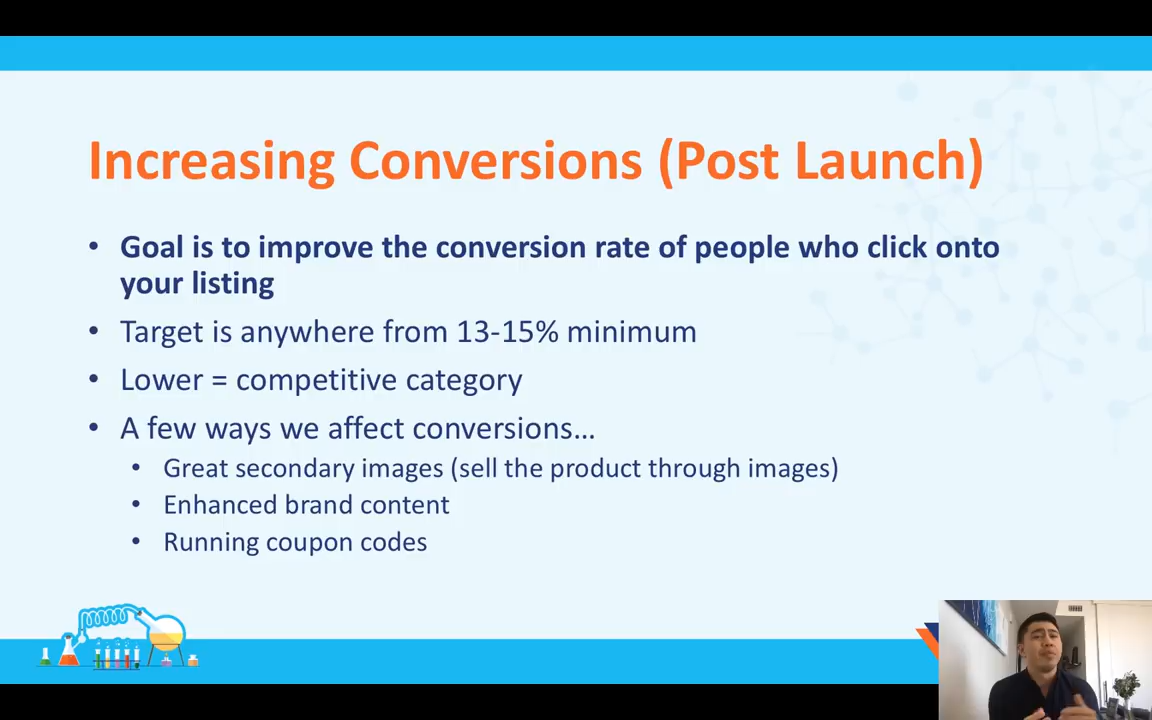 Increasing Conversions (Post Launch)
• Goal is to improve the conversion rate of people who click onto
your listing
• Target is anywhere from 13-15% minimum
• Lower = competitive category
• A few ways we affect conversions...
• Great secondary images (sell the product through images)
• Enhanced brand content
• Running coupon codes